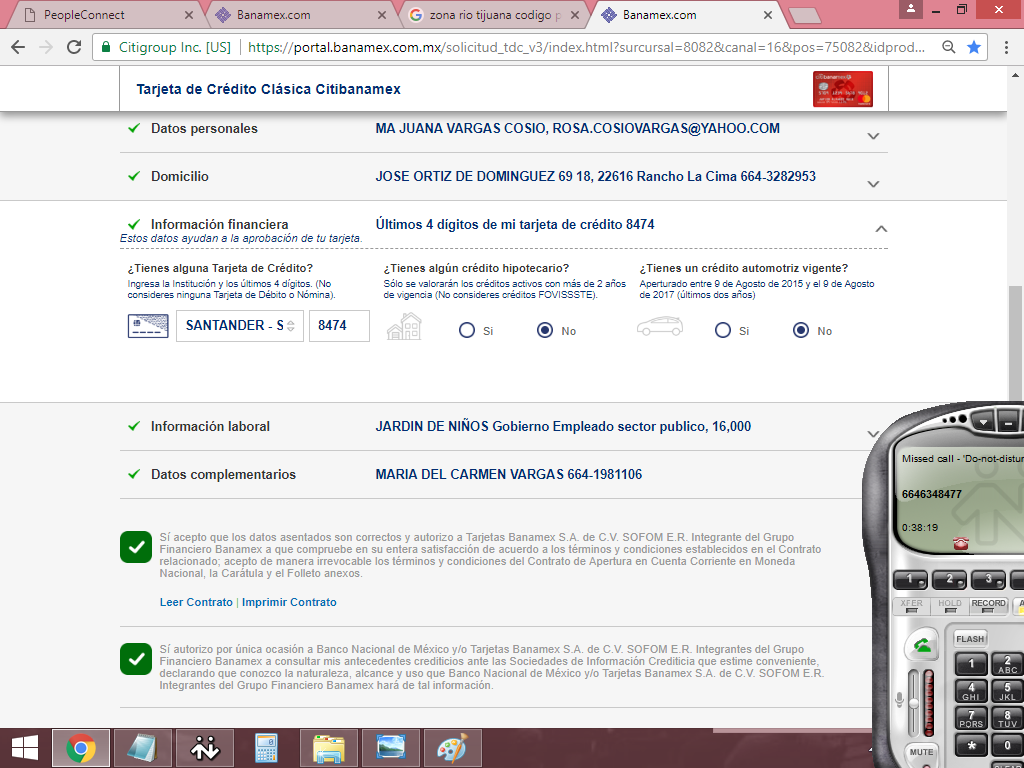 PeopleConnect
Banamex.com
zona rio tijuana codigo p
Banamex.com
Citigroup Inc. [US]
https://portal.banamex.com.mx/solicitud_tdc_v3/index.html?surcursal=8082&canal=16&pos=75082&idprod...
Tarjeta de Crédito Clásica Citibanamex
Datos personales
MA JUANA VARGAS COSIO, ROSA.COSIOVARGAS@YAHOO.COM
Domicilio
JOSE ORTIZ DE DOMINGUEZ 69 18, 22616 Rancho La Cima 664-3282953
Información financiera
Últimos 4 dígitos de mi tarjeta de crédito 8474
Estos datos ayudan a la aprobación de tu tarjeta.
¿Tienes alguna Tarjeta de Crédito?
Ingresa la Institución y los últimos 4 dígitos. (No
consideres ninguna Tarjeta de Débito o Nómina).
SANTANDER - S
8474
¿Tienes algún crédito hipotecario?
Sólo se valorarán los créditos activos con más de 2 años
de vigencia (No consideres créditos FOVISSSTE).
Si
No
¿Tienes un crédito automotriz vigente?
Aperturado entre 9 de Agosto de 2015 y el 9 de Agosto
de 2017 (últimos dos años)
Si
No
Información laboral
JARDIN DE NIÑOS Gobierno Empleado sector publico, 16,000
Datos complementarios
MARIA DEL CARMEN VARGAS 664-1981106
Sí acepto que los datos asentados son correctos y autorizo a Tarjetas Banamex S.A. de C.V. SOFOM E.R. Integrante del Grupo
Financiero Banamex a que compruebe en su entera satisfacción de acuerdo a los términos y condiciones establecidos en el Contrato
relacionado; acepto de manera irrevocable los términos y condiciones del Contrato de Apertura en Cuenta Corriente en Moneda
Nacional, la Carátula y el Folleto anexos.
Leer Contrato | Imprimir Contrato
Sí autorizo por única ocasión a Banco Nacional de México y/o Tarjetas Banamex S.A. de C.V. SOFOM E.R. Integrantes del Grupo
Financiero Banamex a consultar mis antecedentes crediticios ante las Sociedades de Información Crediticia que estime conveniente,
declarando que conozco la naturaleza, alcance y uso que Banco Nacional de México y/o Tarjetas Banamex S.A. de C.V. SOFOM E.R.
Integrantes del Grupo Financiero Banamex hará de tal información.
Missed call - 'Do-not-distur
6646348477
0:38:19
1 2 3
XFER HOLD RECORD
FLASH
1 2 ABC
4 GHI 5 JKL
7 PQRS 8 TUV
* 0
MUTE